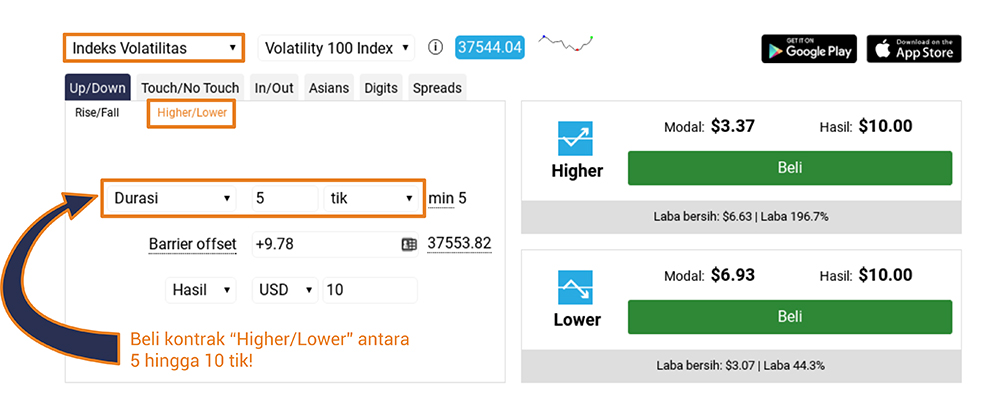 Indeks Volatilitas
Volatility 100 Index
37544.04
GET IT ON
Google Play
Download on the
App Store
Up/Down
Touch/No Touch
In/Out
Asians
Digits
Spreads
Rise/Fall
Higher/Lower
Durasi
5
tik
min 5
Barrier offset
+9.78
37553.82
Hasil
USD
10
Beli kontrak “Higher/Lower” antara
5 hingga 10 tik!
Higher
Modal: $3.37
Hasil: $10.00
Beli
Laba bersih: $6.63 | Laba 196.7%
Lower
Modal: $6.93
Hasil: $10.00
Beli
Laba bersih: $3.07 | Laba 44.3%